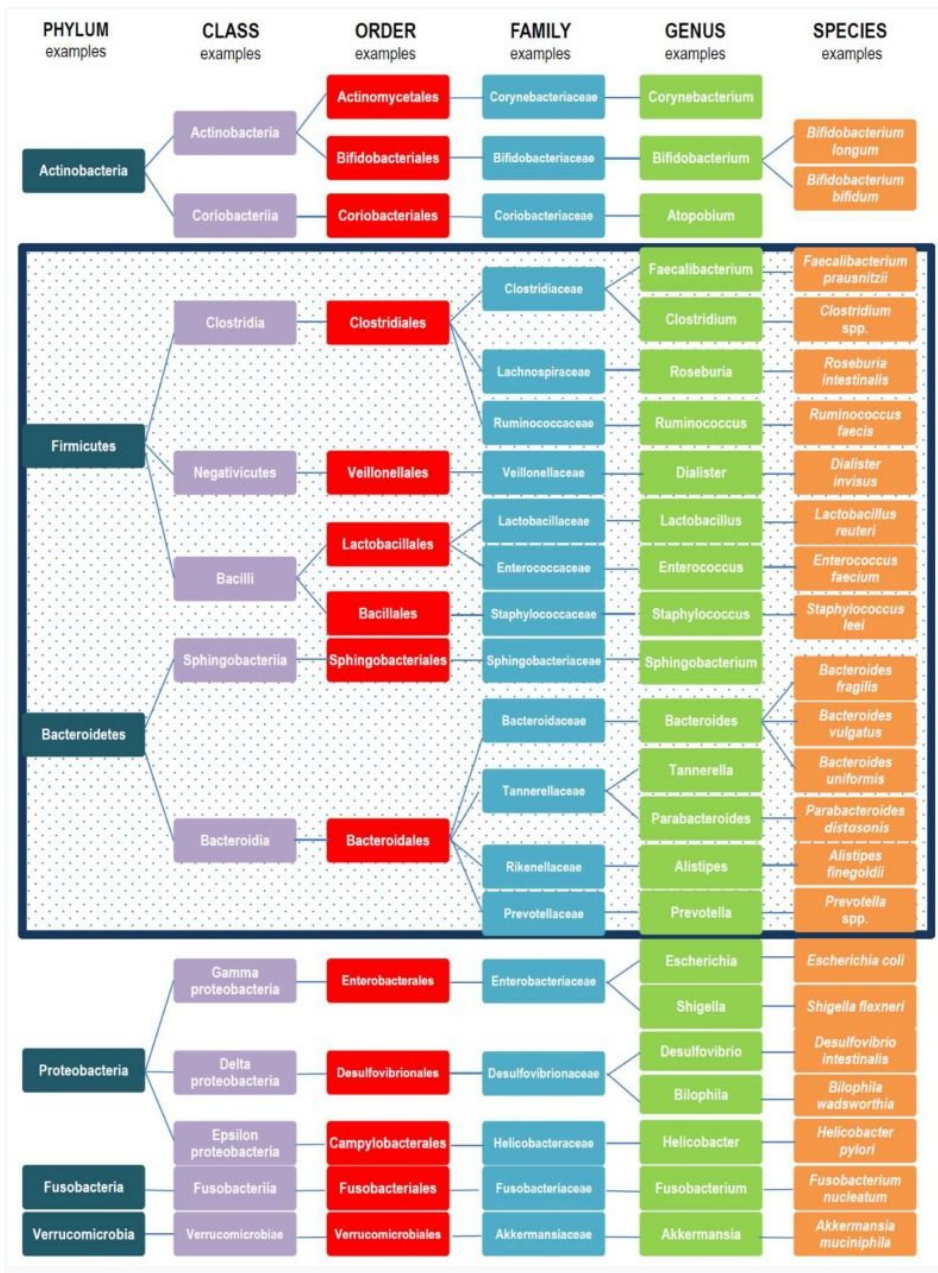 PHYLUM CLASS ORDER FAMILY GENUS SPECIES
examples examples examples examples examples examples
Actinomycetales Corynebacteriaceae Corynebacterium
Actinobacteria
Bifidobacterium
longum
Bifidobacteriales Bifidobacteriaceae Bifidobacterium
Actinobacteria
Bifidobacterium
bifidum
Coriobacteriia Coriobacteriales Coriobacteriaceae Atopobium
Faecalibacterium
Faecalibacterium
prausnitzii
Clostridiaceae
Clostridia Clostridiales Clostridium
Clostridium
spp.
Lachnospiraceae Roseburia
Roseburia
intestinalis
Ruminococcaceae Ruminococcus
Ruminococcus
faecis
Firmicutes
Negativicutes Veillonellales Veillonellaceae Dialister
Dialister
invisus
Lactobacillaceae Lactobacillus
Lactobacillus
reuteri
Lactobacillales
Enterococcaceae Enterococcus
Enterococcus
faecium
Bacilli
Bacillales Staphylococcaceae Staphylococcus
Staphylococcus
leei
Sphingobacteriia Sphingobacteriales Sphingobacteriaceae Sphingobacterium
Bacteroides
fragilis
Bacteroidetes Bacteroidaceae Bacteroides
Bacteroides
vulgatus
Bacteroides
uniformis
Tannerella
Tannerellaceae
Parabacteroides
Parabacteroides
distasonis
Bacteroidia Bacteroidales
Rikenellaceae Alistipes
Alistipes
finegoldii
Prevotellaceae Prevotella
Prevotella
spp.
Escherichia Escherichia coli
Gamma
proteobacteria
Enterobacterales Enterobacteriaceae
Shigella Shigella flexneri
Desulfovibrio
Desulfovibrio
intestinalis
Proteobacteria
Delta
proteobacteria
Desulfovibrionales Desulfovibrionaceae
Bilophila
Bilophila
wadsworthia
Epsilon
proteobacteria
Campylobacterales Helicobacteraceae Helicobacter
Helicobacter
pylori
Fusobacteria Fusobacteriia Fusobacteriales Fusobacteriaceae Fusobacterium
Fusobacterium
nucleatum
Verrucomicrobia Verrucomicrobiae Verrucomicrobiales Akkermansiaceae Akkermansia
Akkermansia
muciniphila